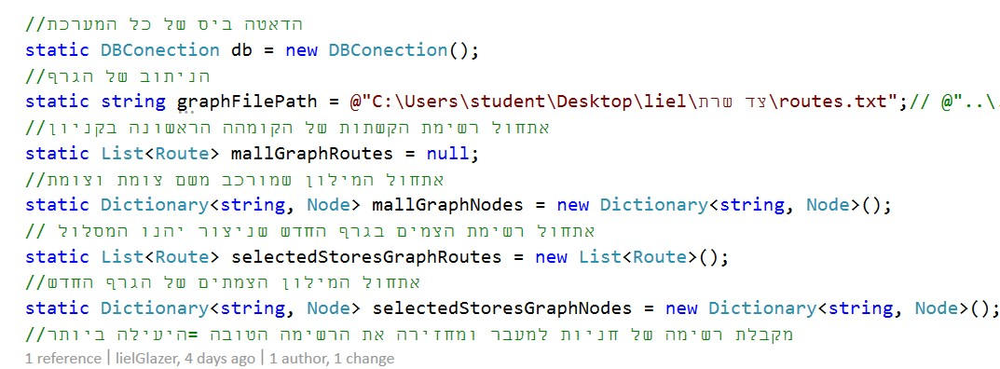 //הדאטה ביס של כל המערכת
static DBConection db = new DBConection();
//הניתוב של הגרף
static string graphFilePath = @"C:\Users\student\Desktop\liel\צד שרת\routes.txt";// @"..\.
//אתחול רשימת הקשתות של הקומהה הראשונה בקניון
static List<Route> mallGraphRoutes = null;
//אתחול המילון שמורכב משם צומת וצומת
static Dictionary<string, Node> mallGraphNodes = new Dictionary<string, Node>();
// אתחול רשימת הצמים בגרף החדש שניצור יהנו המסלול
static List<Route> selectedStoresGraphRoutes = new List<Route>();
//אתחול המילון הצמתים של הגרף החדש
static Dictionary<string, Node> selectedStoresGraphNodes = new Dictionary<string, Node>();
//מקבלת רשימה של חניות למעבר ומחזירה את הרשימה הטובה =היעילה ביותר
1 reference | lielGlazer, 4 days ago | 1 author, 1 change